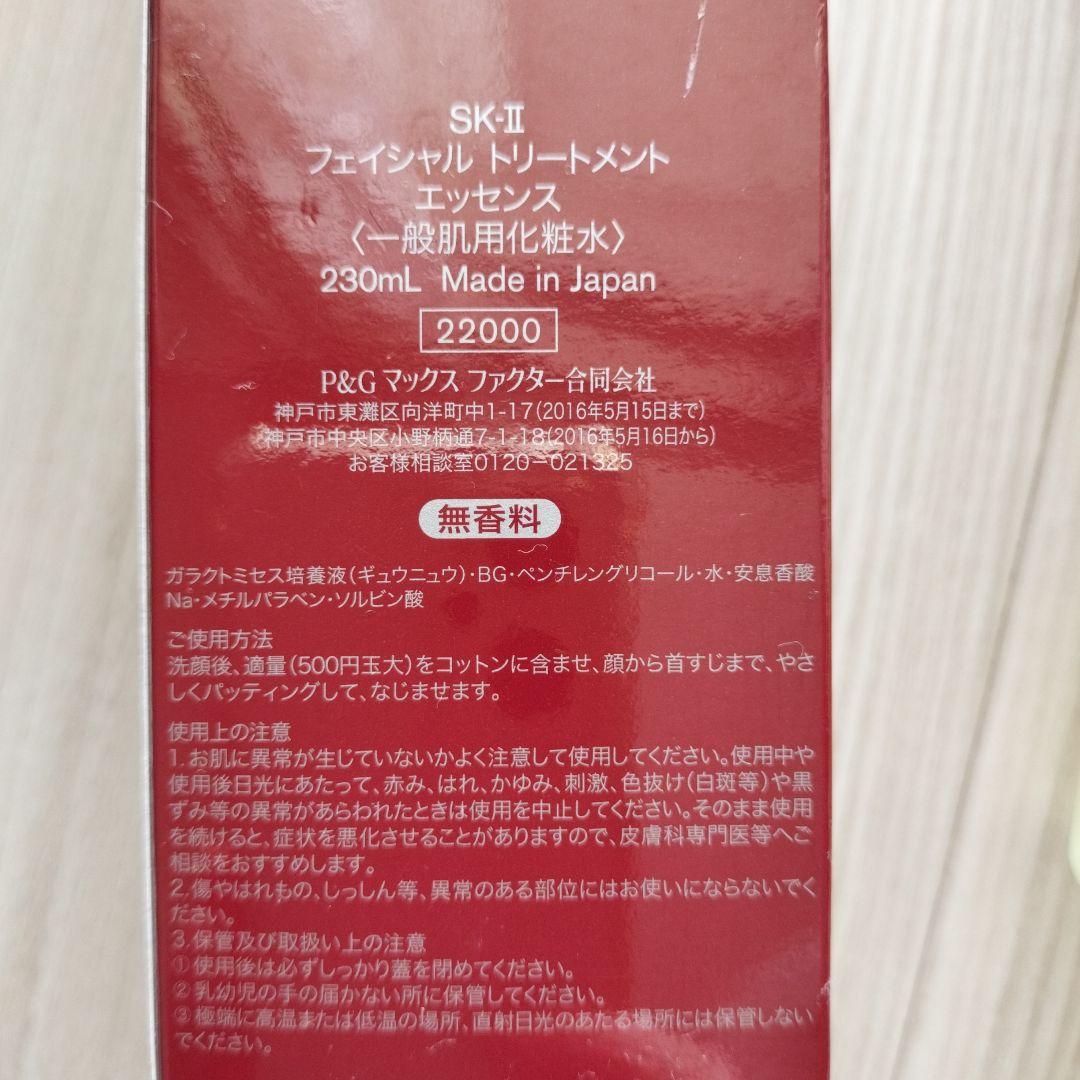 SK-Ⅱ
フェイシャル トリートメント
エッセンス
〈一般肌用化粧水〉
230mL Made in Japan
22000
P&G マックス ファクター合同会社
神戸市東灘区向洋町中1-17(2016年5月15日まで)
神戸市中央区小野柄通7-1-18(2016年5月16日から)
お客様相談室0120-021325
無香料
ガラクトミセス培養液(ギュウニュウ)・BG・ペンチレングリコール・水・安息香酸
Na・メチルパラベン・ソルビン酸
ご使用方法
洗顔後、適量(500円玉大)をコットンに含ませ、顔から首すじまで、やさ
しくパッティングして、なじませます。
使用上の注意
1. お肌に異常が生じていないかよく注意して使用してください。使用中や
使用後日光にあたって、赤み、はれ、かゆみ、刺激、色抜け(白斑等)や黒
ずみ等の異常があらわれたときは使用を中止してください。そのまま使用
を続けると、症状を悪化させることがありますので、皮膚科専門医等へご
相談をおすすめします。
2. 傷やはれもの、しっしん等、異常のある部位にはお使いにならないでく
ださい。
3. 保管及び取扱い上の注意
①使用後は必ずしっかり蓋を閉めてください。
②乳幼児の手の届かない所に保管してください。
③極端に高温または低温の場所、直射日光のあたる場所には保管しない
でください。